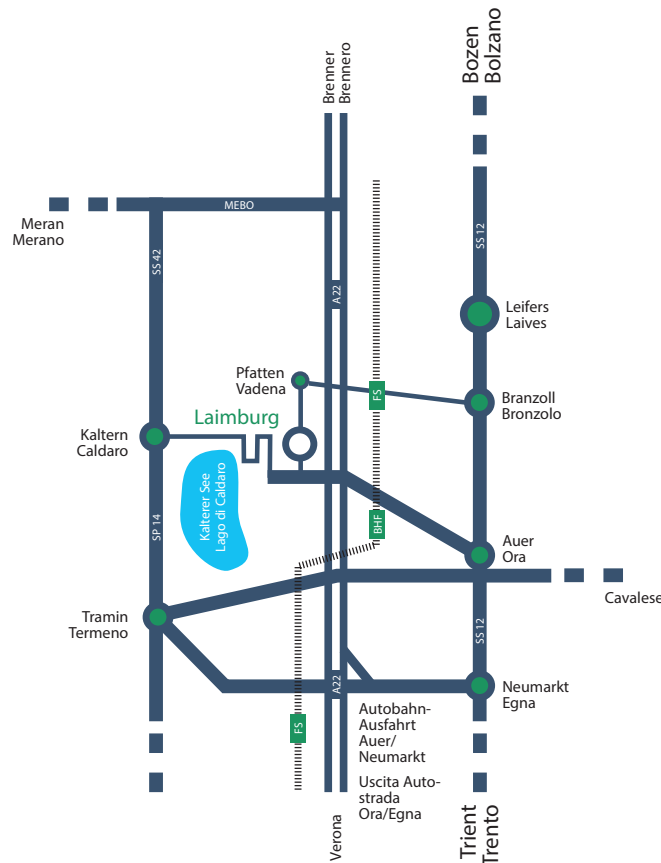 Bozen
Bolzano
Brenner
Brennero
MEBO
Meran
Merano
SS 42
SS 12
A 22
Leifers
Laives
Pfatten
Vadena
FS
Branzoll
Bronzolo
Laimburg
Kaltern
Caldaro
Kalterer See
Lago di Caldaro
SP 14
BHF
Auer
Ora
Cavalese
Tramin
Termeno
SS 12
A22
Neumarkt
Egna
FS
Autobahn-
Ausfahrt
Auer/
Neumarkt
Uscita Auto-
strada
Ora/Egna
Verona
Trient
Trento